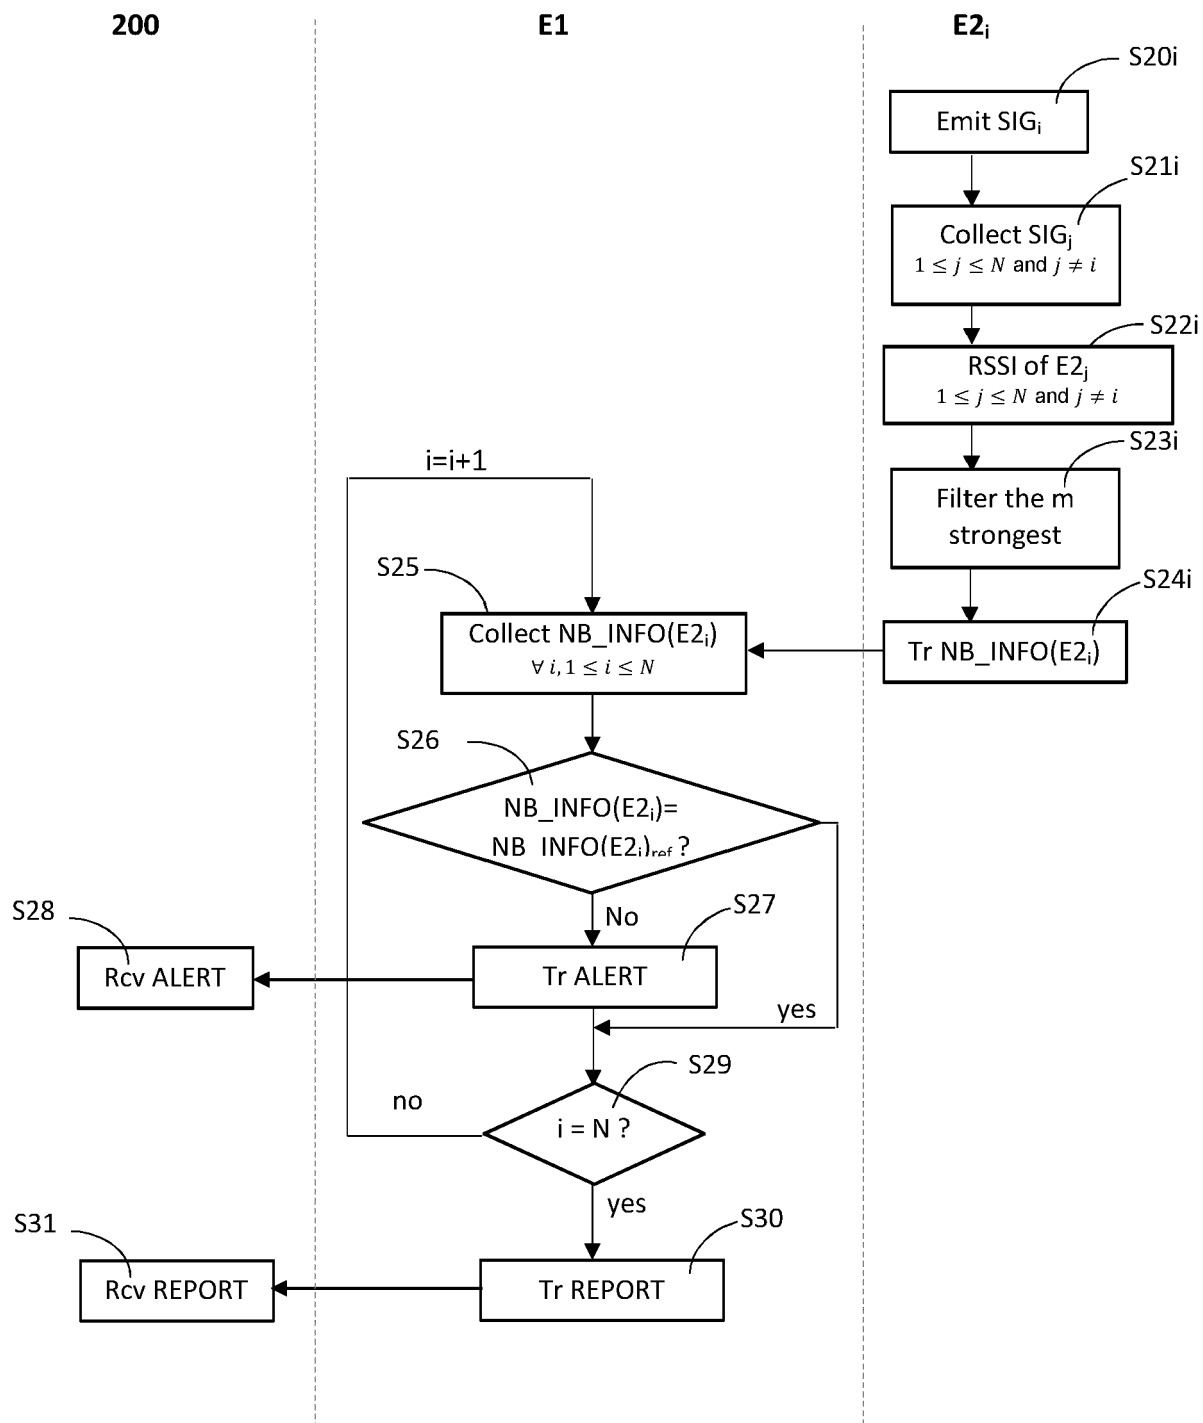 200
E1
E2i
S20i
Emit SIGi
S21i
Collect SIGj
1 ≤ j ≤ N and j ≠ i
S22i
RSSI of E2j
1 ≤ j ≤ N and j ≠ i
S23i
Filter the m
strongest
i=i+1
S25
Collect NB_INFO(E2i)
∀ i, 1 ≤ i ≤ N
S24i
Tr NB_INFO(E2i)
S26
NB_INFO(E2i)=
NB_INFO(E2i)ref ?
No
S27
S28
Rcv ALERT
Tr ALERT
yes
S29
no
i = N ?
yes
S30
S31
Rcv REPORT
Tr REPORT